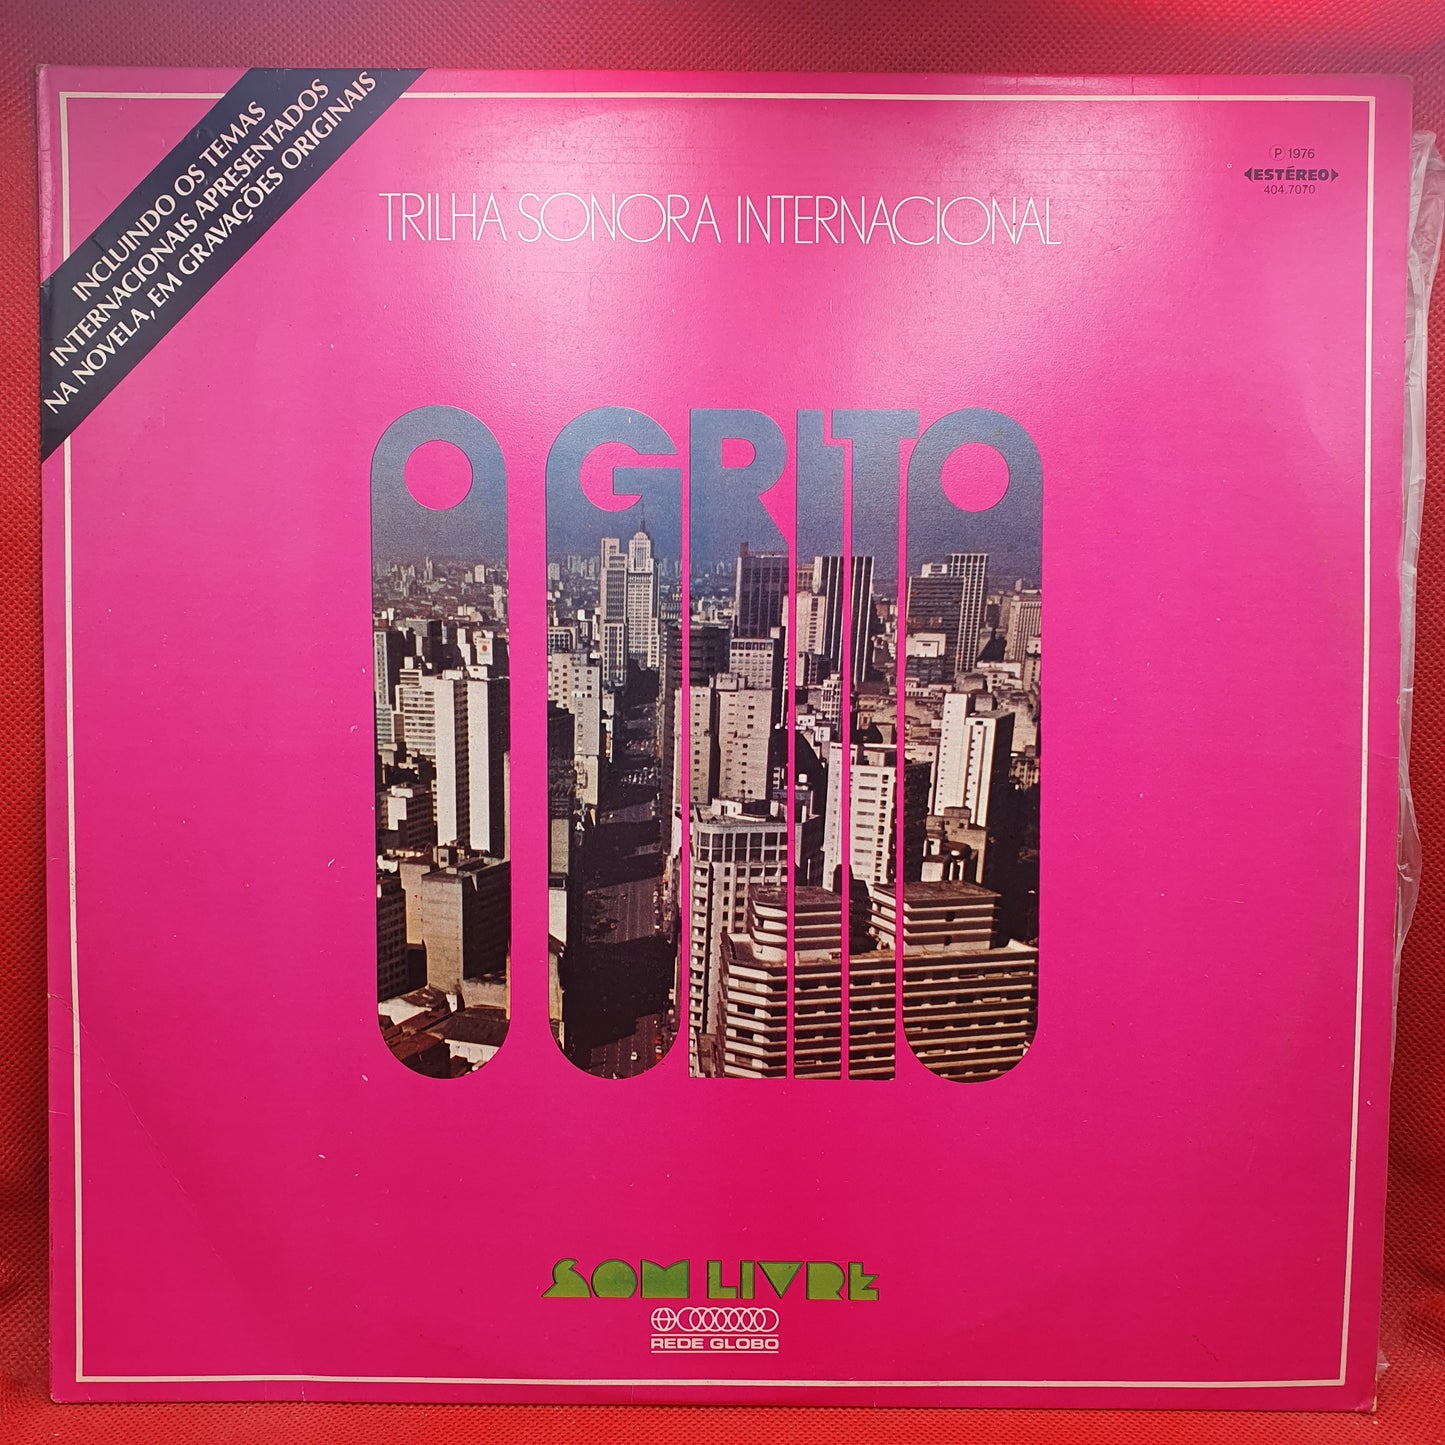 INCLUINDO OS TEMAS
INTERNACIONAIS APRESENTADOS
NA NOVELA, EM GRAVAÇÕES ORIGINAIS
℗ 1976
ESTÉREO
404.7070
TRILHA SONORA INTERNACIONAL
O GRITO
SOM LIVRE
REDE GLOBO